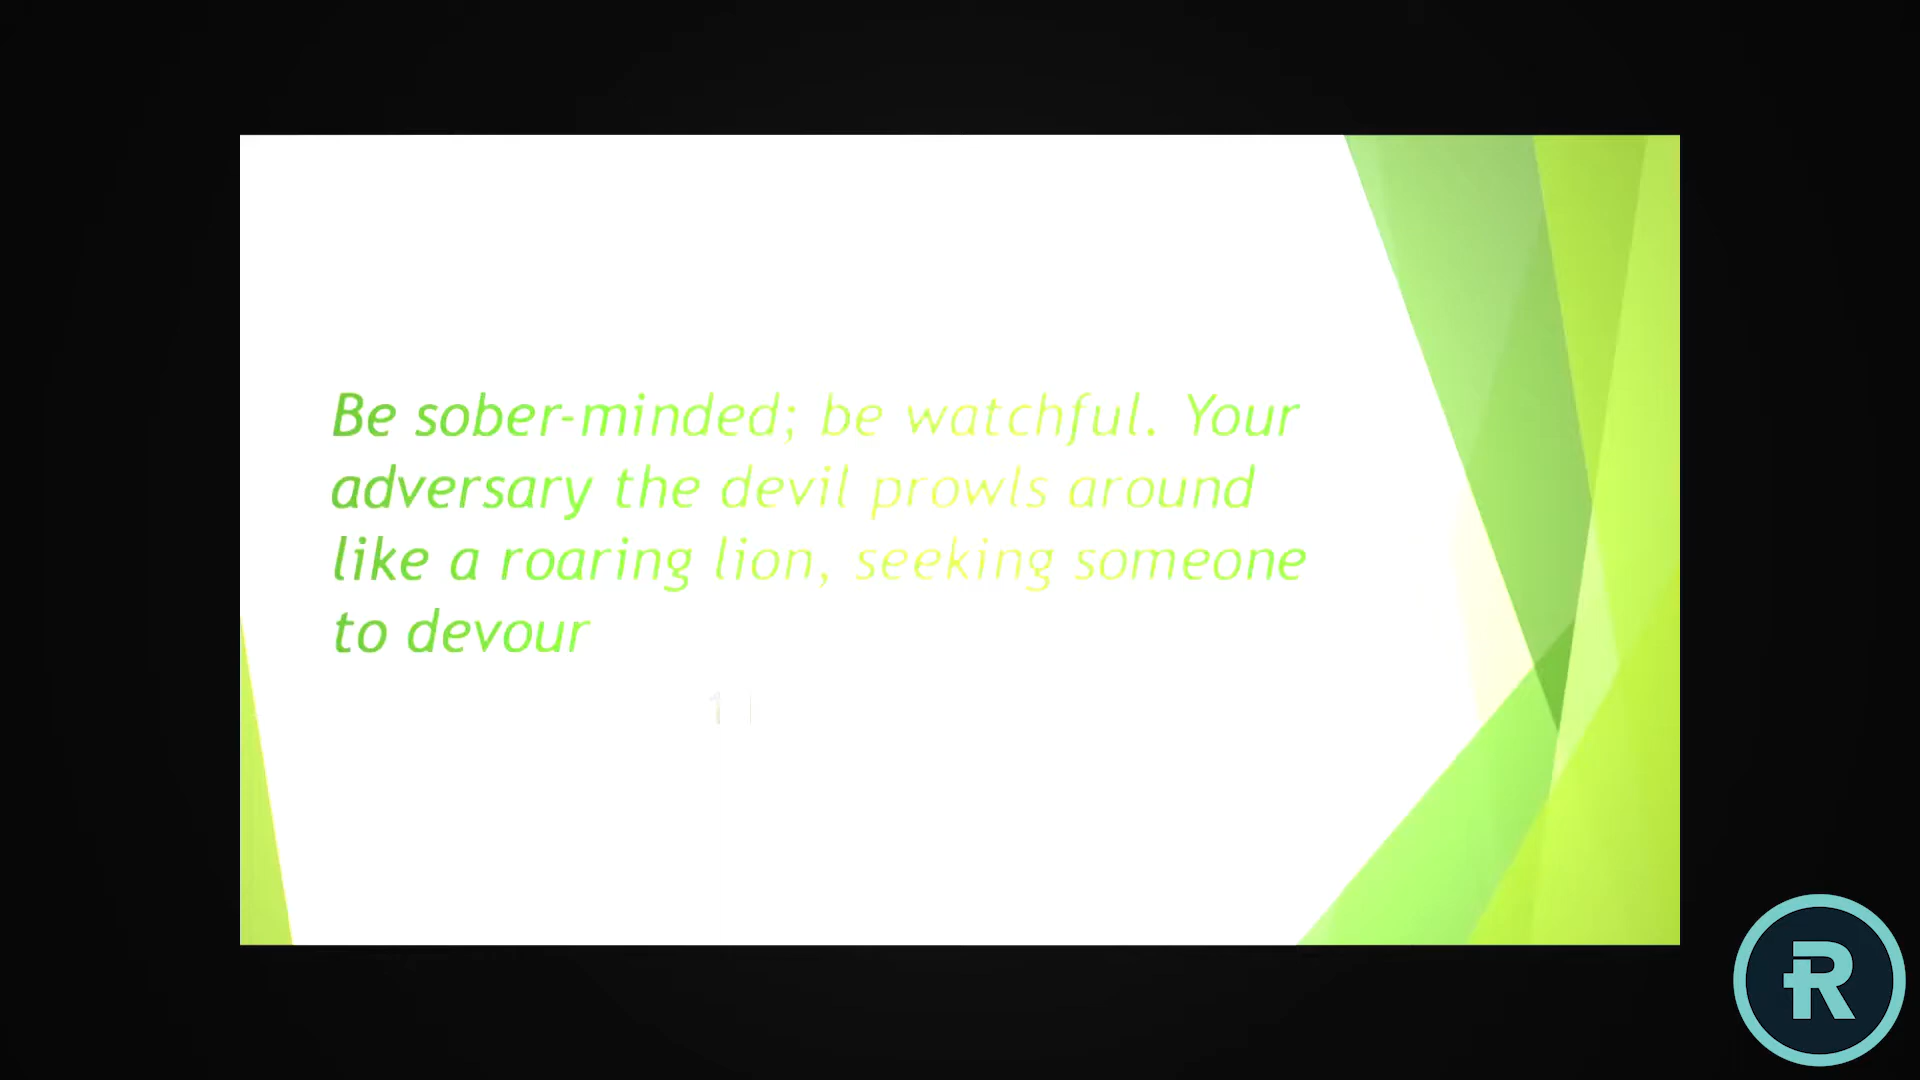 Be sober-minded; be watchful. Your
adversary the devil prowls around
like a roaring lion, seeking someone
to devour